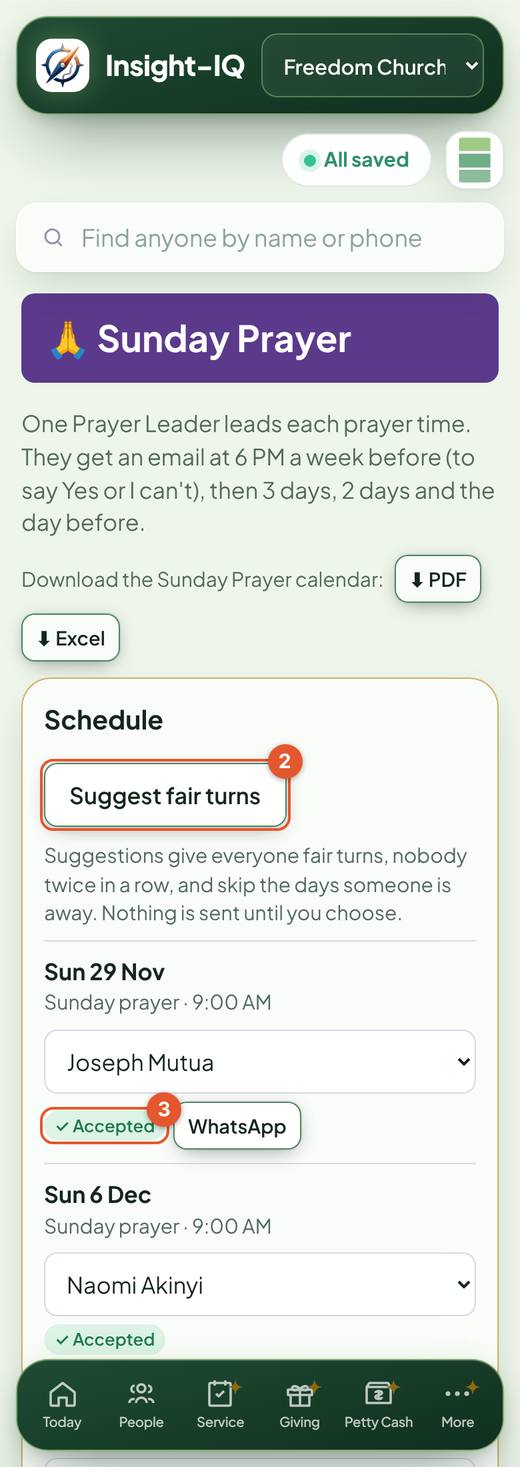 Insight-IQ
Freedom Church
All saved
Find anyone by name or phone
🙏 Sunday Prayer
One Prayer Leader leads each prayer time.
They get an email at 6 PM a week before (to
say Yes or I can't), then 3 days, 2 days and the
day before.
Download the Sunday Prayer calendar:
⬇ PDF
⬇ Excel
Schedule
2
Suggest fair turns
Suggestions give everyone fair turns, nobody
twice in a row, and skip the days someone is
away. Nothing is sent until you choose.
Sun 29 Nov
Sunday prayer · 9:00 AM
Joseph Mutua
3
✓ Accepted
WhatsApp
Sun 6 Dec
Sunday prayer · 9:00 AM
Naomi Akinyi
✓ Accepted
Today
People
Service
Giving
Petty Cash
More